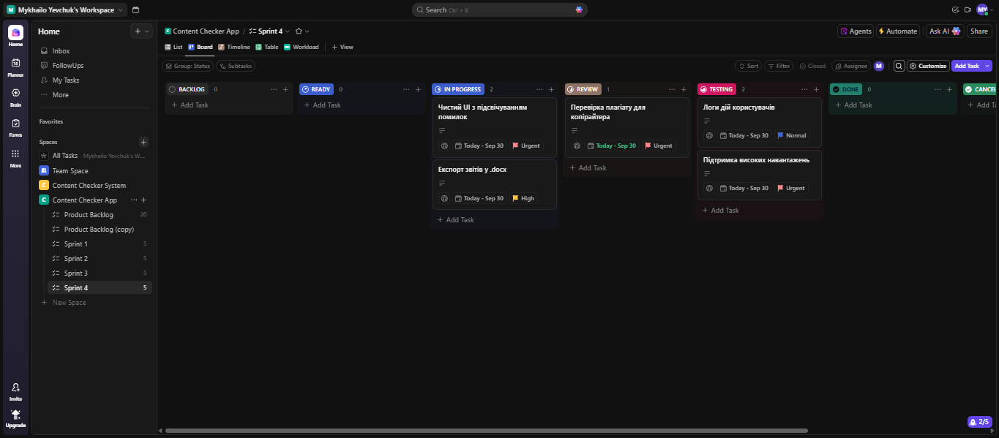 M Mykhailo Yevchuk's Workspace
Search Ctrl + K
MY
Home
Planner
Brain
Forms
More
Invite
Upgrade
Home
Inbox
FollowUps
My Tasks
More
Favorites
Spaces
All Tasks · Mykhailo Yevchuk's W...
Team Space
C Content Checker System
C Content Checker App
Product Backlog 20
Product Backlog (copy)
Sprint 1 5
Sprint 2 5
Sprint 3 5
Sprint 4 5
New Space
C Content Checker App / Sprint 4
Agents Automate Ask AI Share
List Board Timeline Table Workload + View
Group: Status Subtasks
Sort Filter Closed Assignee M Customize Add Task
BACKLOG 0
+ Add Task
READY 0
+ Add Task
IN PROGRESS 2
Чистий UI з підсвічуванням
помилок
Today - Sep 30 Urgent
Експорт звітів у .docx
Today - Sep 30 High
+ Add Task
REVIEW 1
Перевірка плагіату для
копірайтера
Today - Sep 30 Urgent
+ Add Task
TESTING 2
Логи дій користувачів
Today - Sep 30 Normal
Підтримка високих навантажень
Today - Sep 30 Urgent
+ Add Task
DONE 0
+ Add Task
CANCEL
+ Add Ta
2/5